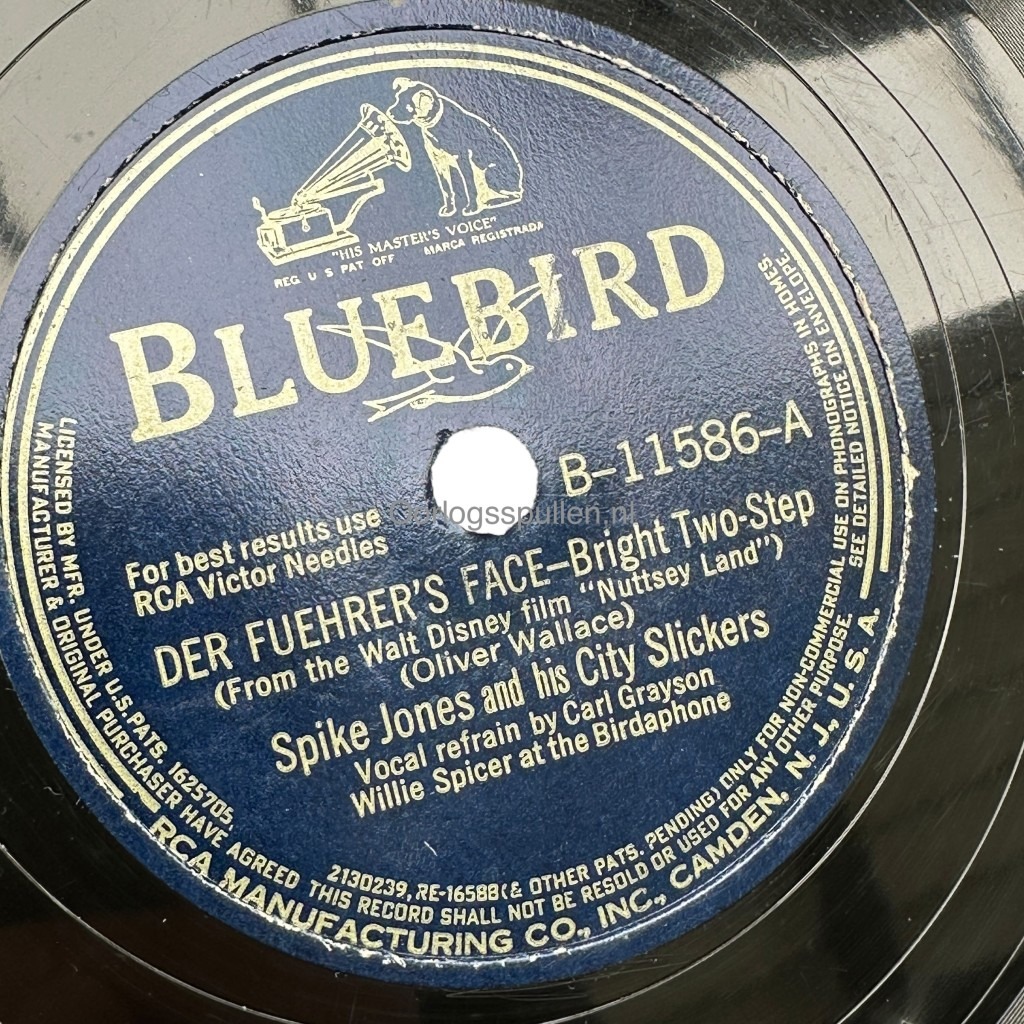 "HIS MASTER'S VOICE"
REG U S PAT OFF MARCA REGISTRADA
BLUEBIRD
B-11586-A
For best results use
RCA Victor Needles
Oorlogsspullen.nl
DER FUEHRER'S FACE-Bright Two-Step
(From the Walt Disney film "Nuttsey Land")
(Oliver Wallace)
Spike Jones and his City Slickers
Vocal refrain by Carl Grayson
Willie Spicer at the Birdaphone
LICENSED BY MFR. UNDER U.S. PATS. 1625705, 2130239, RE-16588 (& OTHER PATS. PENDING) ONLY FOR NON-COMMERCIAL USE ON PHONOGRAPHS IN HOMES.
MANUFACTURER & ORIGINAL PURCHASER HAVE AGREED THIS RECORD SHALL NOT BE RESOLD OR USED FOR ANY OTHER PURPOSE. SEE DETAILED NOTICE ON ENVELOPE.
RCA MANUFACTURING CO., INC., CAMDEN, N. J., U. S. A.